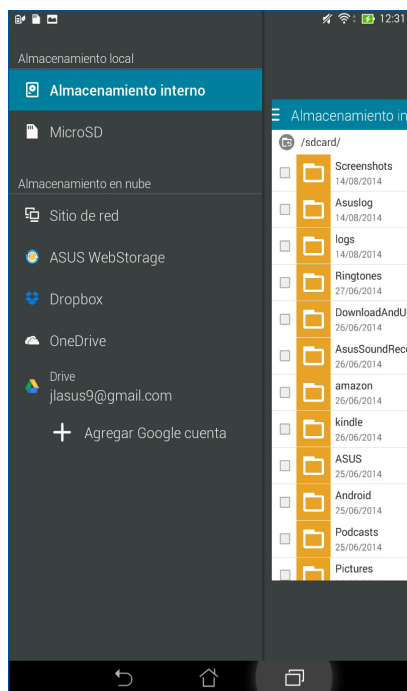 12:31
Almacenamiento local
Almacenamiento interno
MicroSD
Almacenamiento en nube
Sitio de red
ASUS WebStorage
Dropbox
OneDrive
Drive
jlasus9@gmail.com
Agregar Google cuenta
Almacenamiento in
/sdcard/
Screenshots
14/08/2014
Asuslog
14/08/2014
logs
14/08/2014
Ringtones
27/06/2014
DownloadAndU
26/06/2014
AsusSoundReco
26/06/2014
amazon
26/06/2014
kindle
26/06/2014
ASUS
25/06/2014
Android
25/06/2014
Podcasts
25/06/2014
Pictures